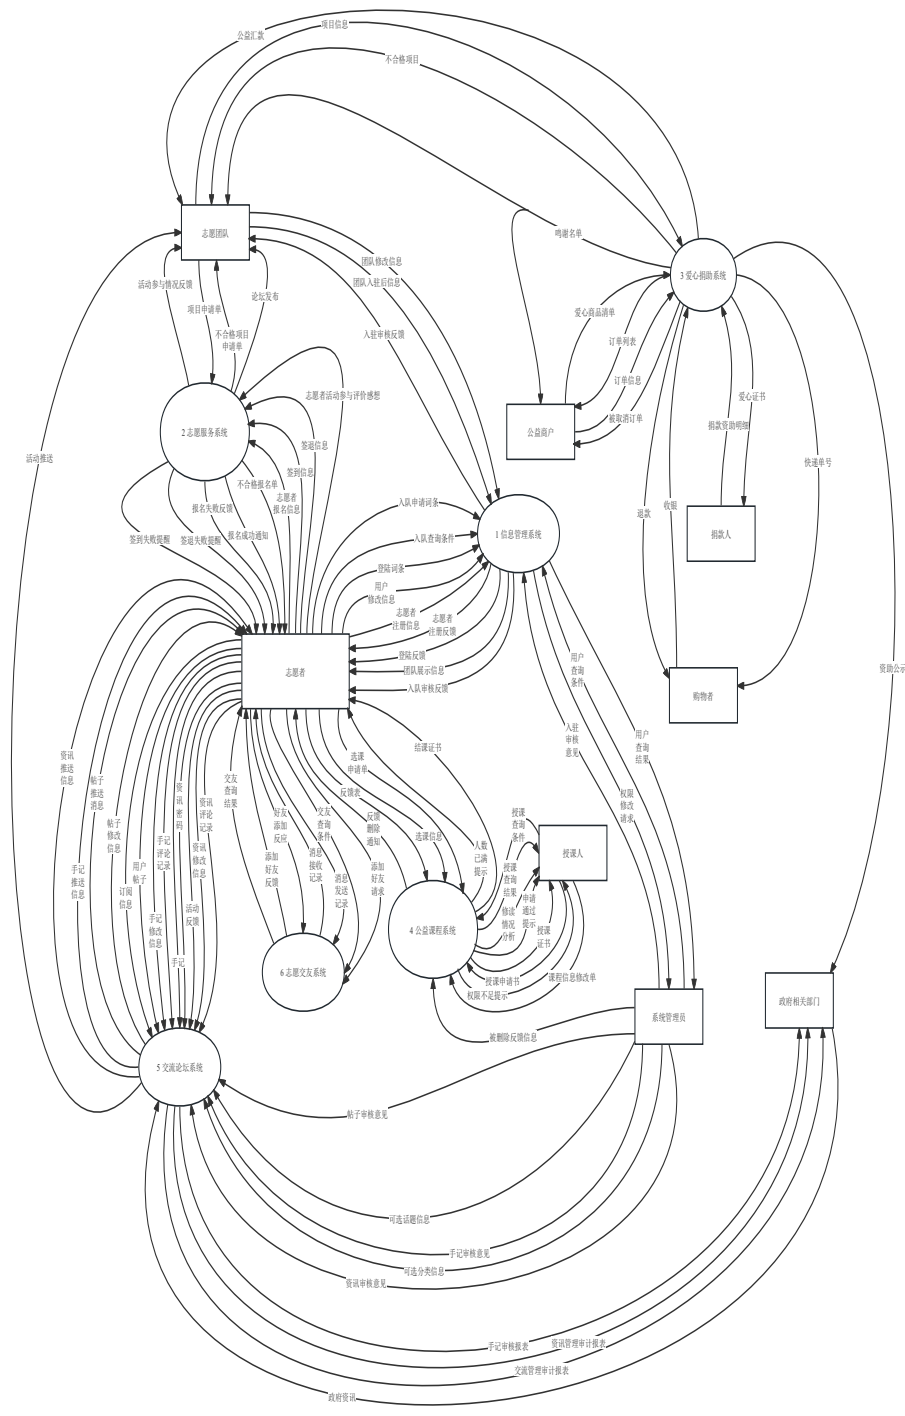 公益汇款
项目信息
不合格项目
志愿团队
鸣谢名单
团队修改信息
3 爱心捐助系统
团队入驻后信息
活动参与情况反馈
论坛发布
项目申请单
爱心商品清单
入驻审核反馈
不合格项目
申请单
订单列表
订单信息
志愿者活动参与评价感想
爱心证书
被取消订单
捐款资助明细
2 志愿服务系统
公益商户
签退信息
活动推送
快递单号
签到信息
不合格报名单
志愿者
报名信息
入队申请词条
报名失败反馈
收银
退款
签到失败提醒
签退失败提醒
报名成功通知
入队查询条件
1 信息管理系统
捐款人
登陆词条
用户
修改信息
志愿者
注册信息
志愿者
注册反馈
登陆反馈
用户
查询
条件
团队展示信息
志愿者
资助公示
入队审核反馈
购物者
入驻
审核
意见
用户
查询
结果
结课证书
选课
申请单
资讯
推送
信息
帖子
推送
消息
交友
查询
结果
反馈表
资讯密码
资讯
评论
记录
权限
修改
请求
好友
添加
反应
交友
查询
条件
反馈
删除
通知
授课
查询
条件
帖子
修改
信息
选课信息
手记
评论
记录
人数
已满
提示
授课人
资讯
修改
信息
消息
接收
记录
添加
好友
反馈
添加
好友
请求
授课
查询
结果
手记
推送
信息
用户
帖子
消息
发送
记录
订阅
信息
申请
通过
提示
活动
反馈
修读
情况
分析
手记
修改
信息
授课
证书
4 公益课程系统
手记
6 志愿交友系统
授课申请书
课程信息修改单
权限不足提示
政府相关部门
系统管理员
被删除反馈信息
5 交流论坛系统
帖子审核意见
可选话题信息
手记审核意见
可选分类信息
资讯审核意见
手记审核报表
资讯管理审计报表
交流管理审计报表
政府资讯